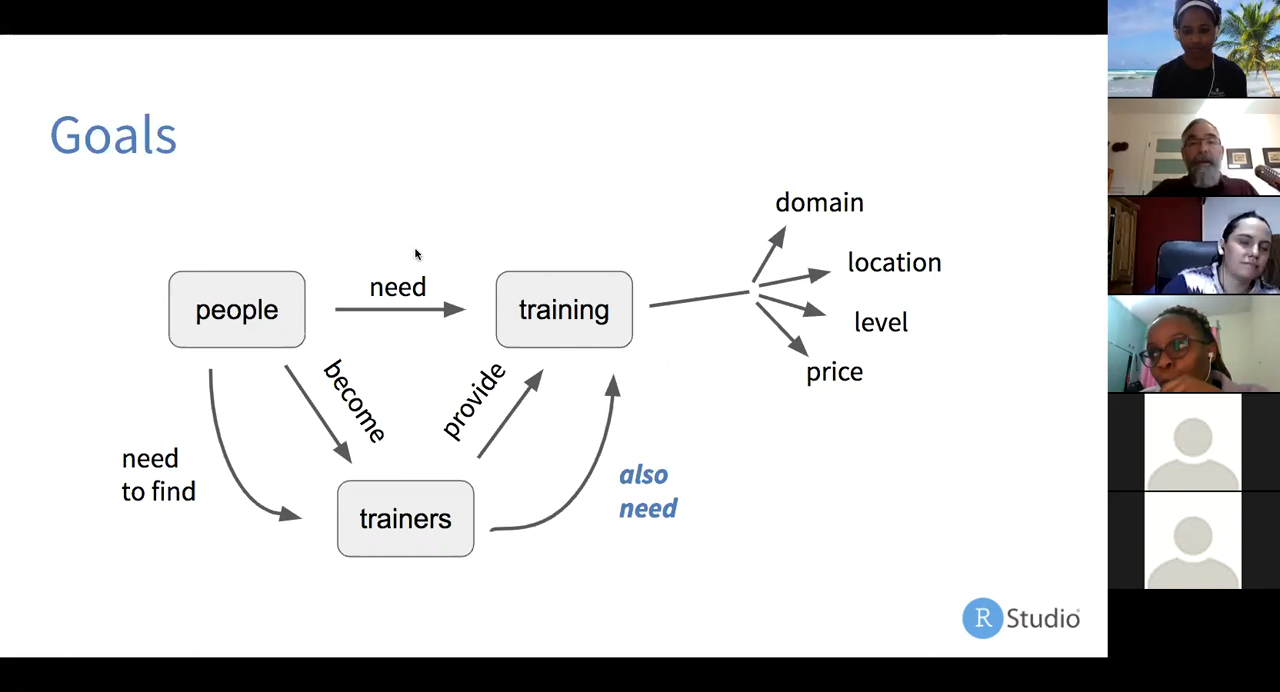 Goals
domain
location
need
people
training
level
become
provide
price
need
to find
also
need
trainers
R Studio